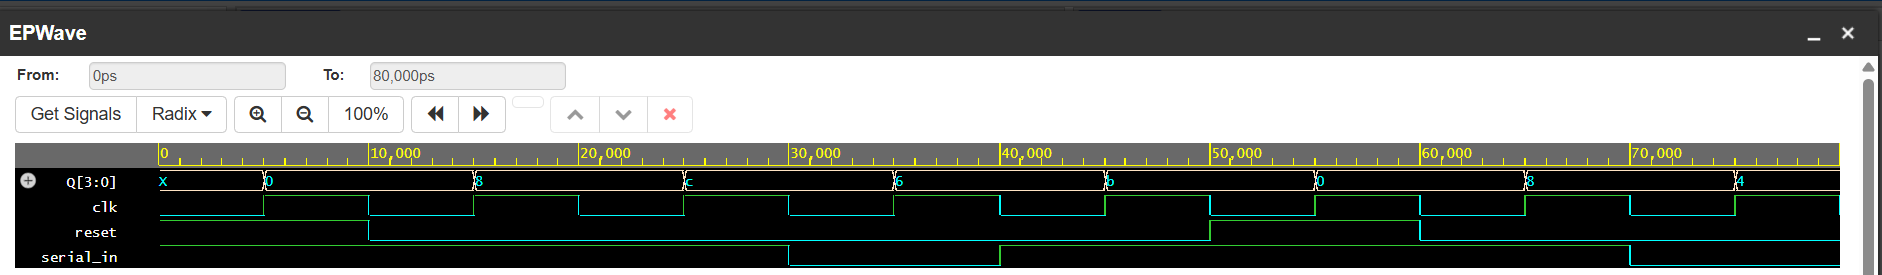 EPWave
From: 0ps To: 80,000ps
Get Signals Radix 100%
0 10,000 20,000 30,000 40,000 50,000 60,000 70,000
Q[3:0] x 0 8 c 6 b 0 8 4
clk
reset
serial_in